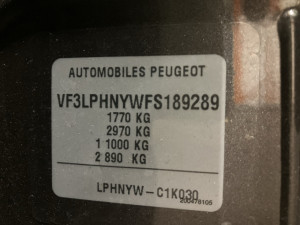 AUTOMOBILES PEUGEOT
VF3LPHNYWFS189289
1770 KG
2970 KG
1 1000 KG
2 890 KG
LPHNYW-C1K030